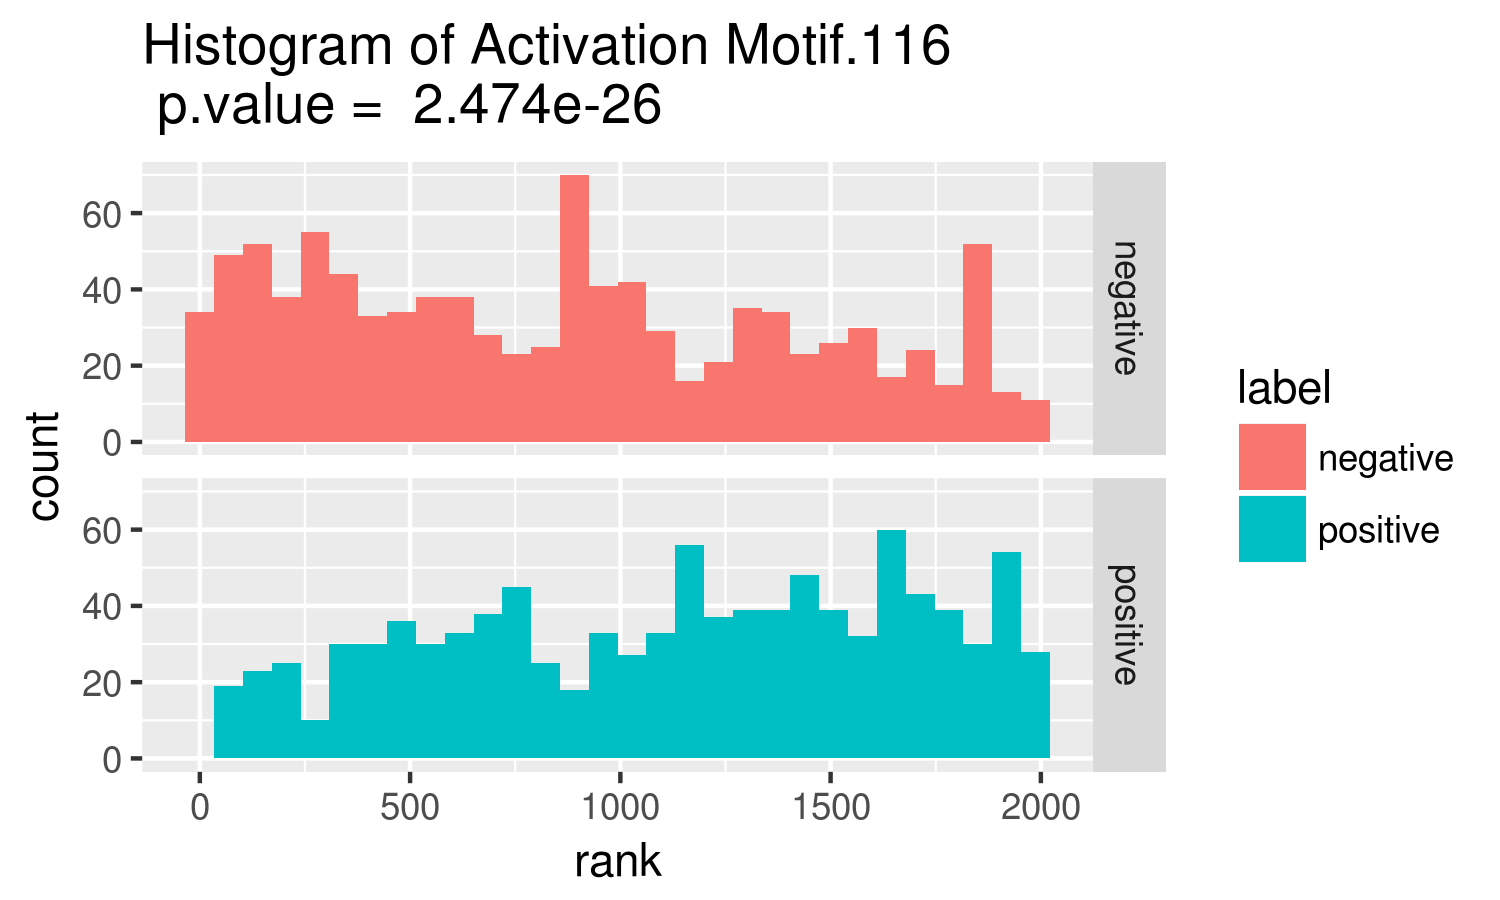 Histogram of Activation Motif.116
p.value = 2.474e-26
60
40
20
0
negative
60
40
20
0
positive
count
0 500 1000 1500 2000
rank
label
negative
positive